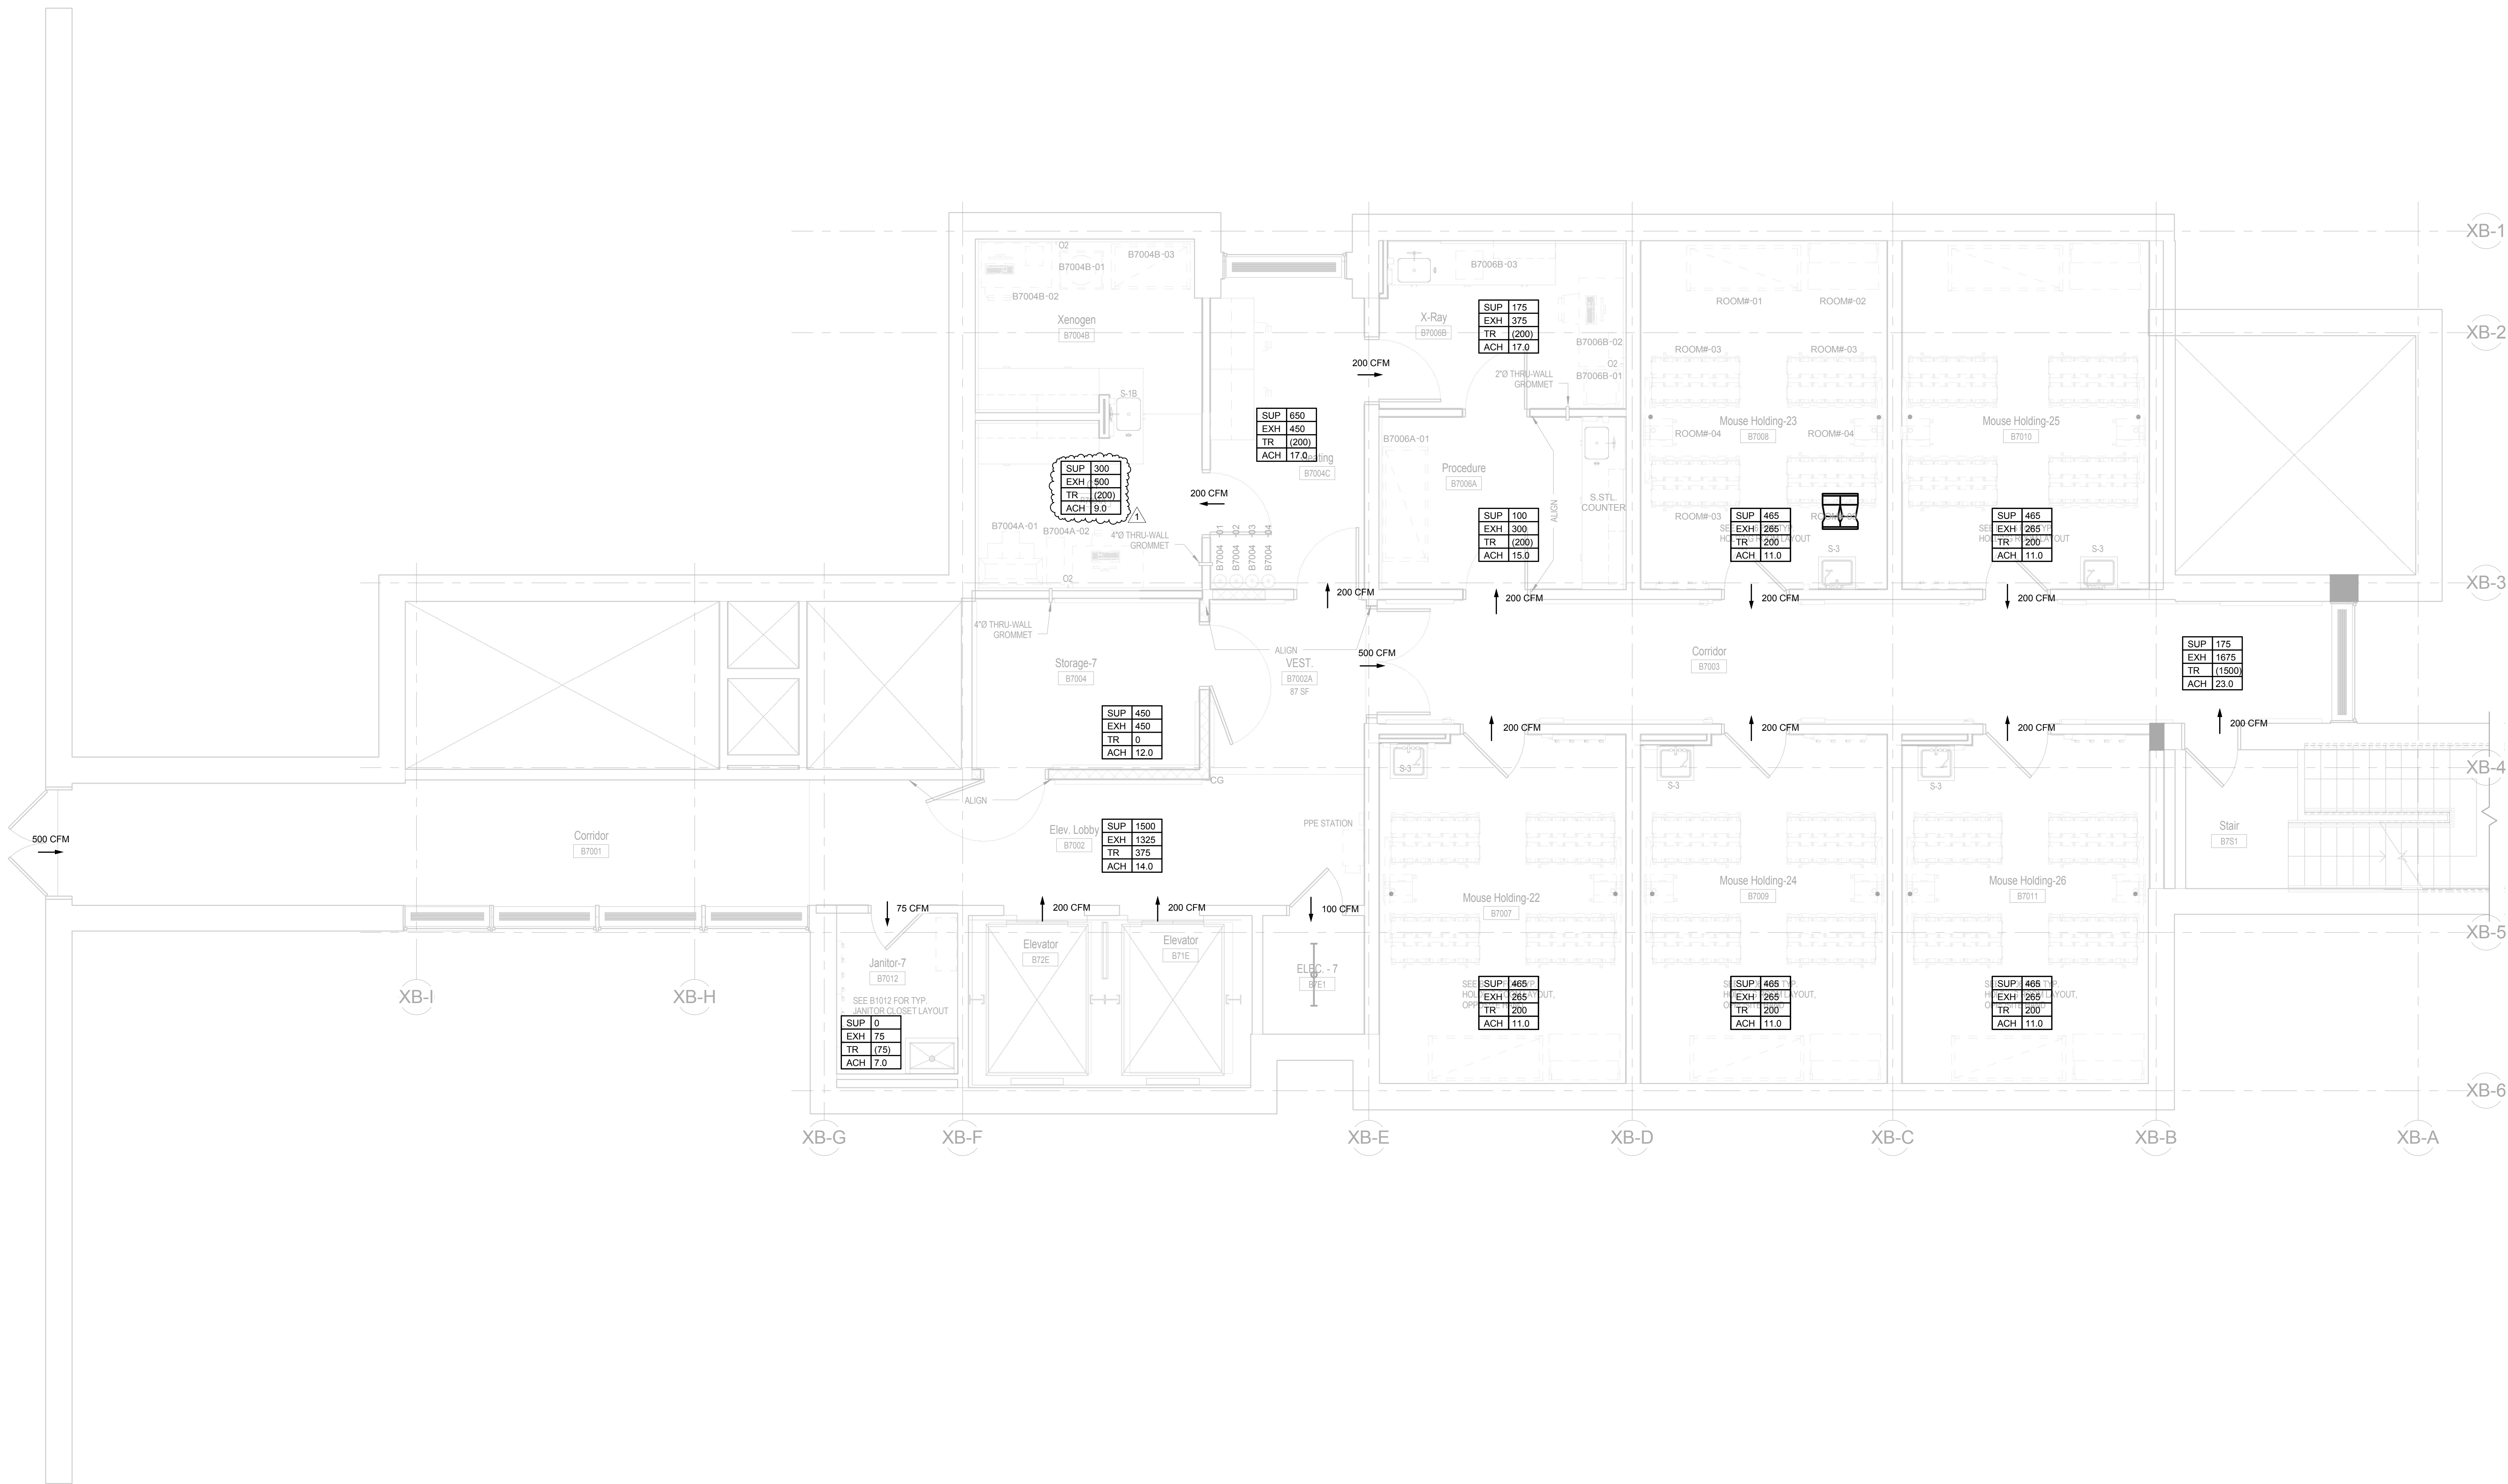 XB-1
XB-2
XB-3
XB-4
XB-5
XB-6
O2
B7004B-01
B7004B-03
B7004B-02
Xenogen
B7004B
S-1B
SUP 300
EXH 500
TR (200)
ACH 9.0
1
B7004A-01
B7004A-02
O2
4"Ø THRU-WALL
GROMMET
4"Ø THRU-WALL
GROMMET
200 CFM
SUP 650
EXH 450
TR (200)
ACH 17.0
B7004C
B7004 -01
B7004 -02
B7004 -03
B7004 -04
200 CFM
200 CFM
B7006B-03
X-Ray
B7006B
SUP 175
EXH 375
TR (200)
ACH 17.0
B7006B-02
O2
B7006B-01
2"Ø THRU-WALL
GROMMET
B7006A-01
Procedure
B7006A
ALIGN
S.STL.
COUNTER
SUP 100
EXH 300
TR (200)
ACH 15.0
200 CFM
ROOM#-01
ROOM#-02
ROOM#-03
ROOM#-03
Mouse Holding-23
B7008
ROOM#-04
ROOM#-04
ROOM#-03
SUP 465
EXH 265
TR 200
ACH 11.0
S-3
200 CFM
Mouse Holding-25
B7010
SUP 465
EXH 265
TR 200
ACH 11.0
S-3
200 CFM
Storage-7
B7004
SUP 450
EXH 450
TR 0
ACH 12.0
ALIGN
VEST.
B7002A
87 SF
500 CFM
Corridor
B7003
SUP 175
EXH 1675
TR (1500)
ACH 23.0
200 CFM
200 CFM
200 CFM
200 CFM
S-3
S-3
S-3
CG
ALIGN
500 CFM
Corridor
B7001
Elev. Lobby
B7002
SUP 1500
EXH 1325
TR 375
ACH 14.0
PPE STATION
75 CFM
200 CFM
200 CFM
100 CFM
Janitor-7
B7012
SEE B1012 FOR TYP.
JANITOR CLOSET LAYOUT
SUP 0
EXH 75
TR (75)
ACH 7.0
Elevator
B72E
Elevator
B71E
ELEC. - 7
B7E1
Mouse Holding-22
B7007
SUP 465
EXH 265
TR 200
ACH 11.0
Mouse Holding-24
B7009
SUP 465
EXH 265
TR 200
ACH 11.0
Mouse Holding-26
B7011
SUP 465
EXH 265
TR 200
ACH 11.0
Stair
B7S1
XB-I
XB-H
XB-G
XB-F
XB-E
XB-D
XB-C
XB-B
XB-A